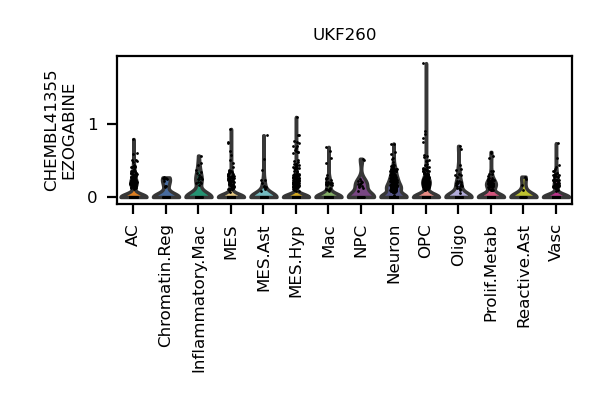 UKF260
CHEMBL41355
EZOGABINE
1
0
AC
Chromatin.Reg
Inflammatory.Mac
MES
MES.Ast
MES.Hyp
Mac
NPC
Neuron
OPC
Oligo
Prolif.Metab
Reactive.Ast
Vasc